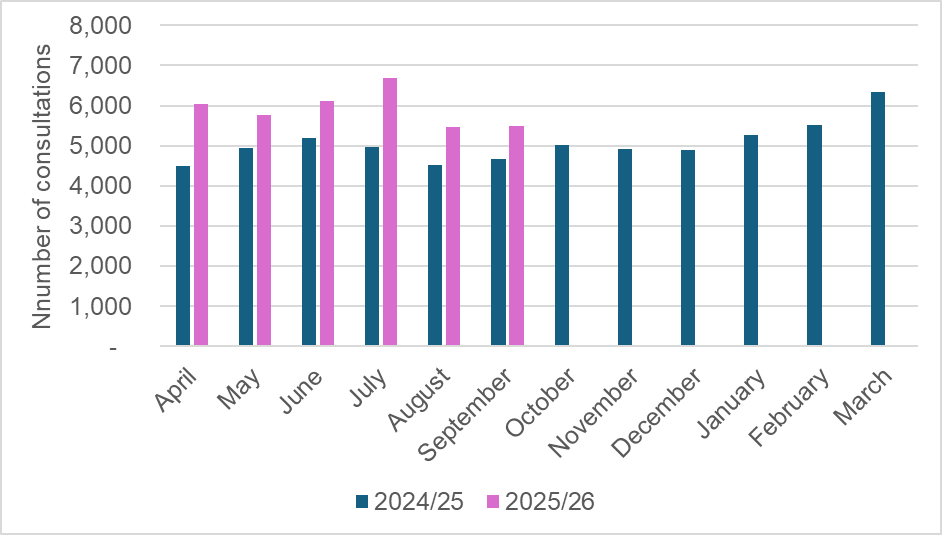 Nnumber of consultations
8,000
7,000
6,000
5,000
4,000
3,000
2,000
1,000
-
April
May
June
July
August
September
October
November
December
January
February
March
2024/25
2025/26